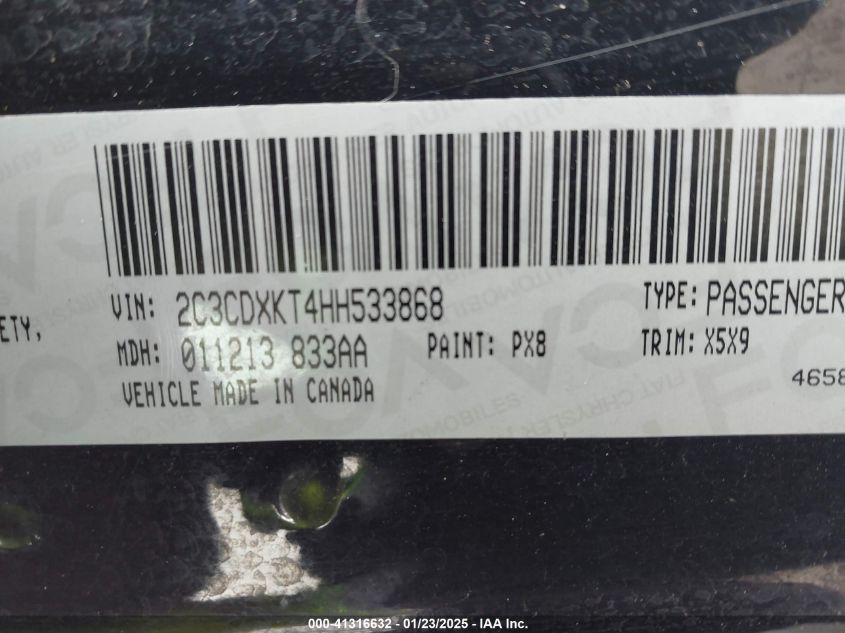 ETY,
VIN: 2C3CDXKT4HH533868 TYPE: PASSENGER
MDH: 011213 833AA PAINT: PX8 TRIM: X5X9
VEHICLE MADE IN CANADA 4658
000-41316632 - 01/23/2025 - IAA Inc.